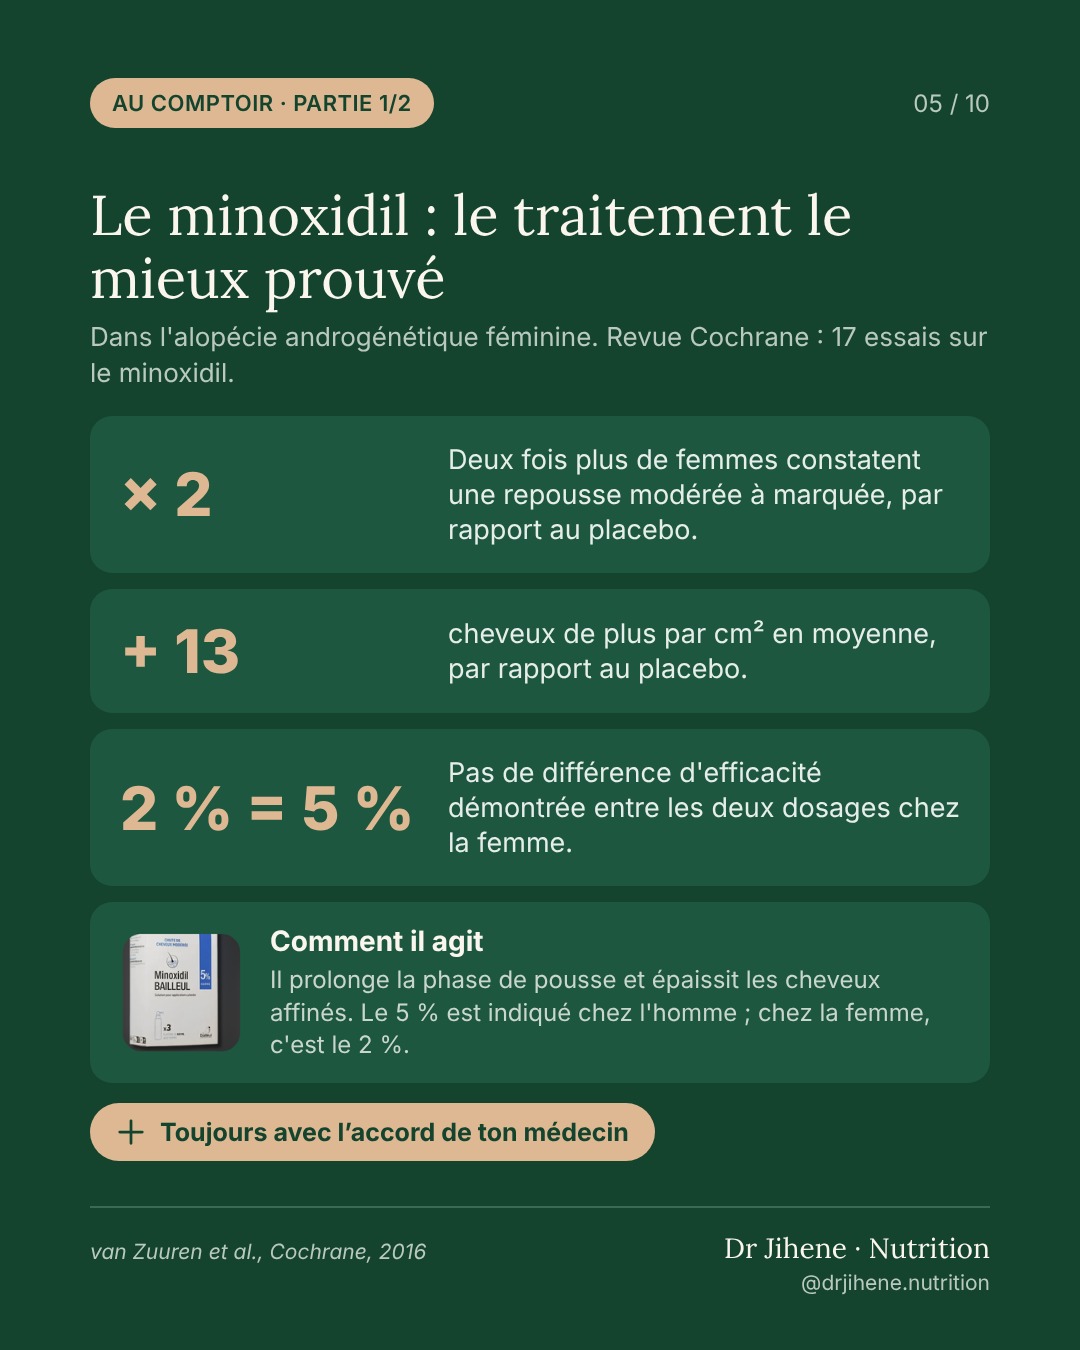 AU COMPTOIR · PARTIE 1/2
05 / 10
Le minoxidil : le traitement le
mieux prouvé
Dans l'alopécie androgénétique féminine. Revue Cochrane : 17 essais sur
le minoxidil.
× 2
Deux fois plus de femmes constatent
une repousse modérée à marquée, par
rapport au placebo.
+ 13
cheveux de plus par cm² en moyenne,
par rapport au placebo.
2 % = 5 %
Pas de différence d'efficacité
démontrée entre les deux dosages chez
la femme.
Minoxidil
BAILLEUL
5%
x3
Comment il agit
Il prolonge la phase de pousse et épaissit les cheveux
affinés. Le 5 % est indiqué chez l'homme ; chez la femme,
c'est le 2 %.
+ Toujours avec l’accord de ton médecin
van Zuuren et al., Cochrane, 2016
Dr Jihene · Nutrition
@drjihene.nutrition